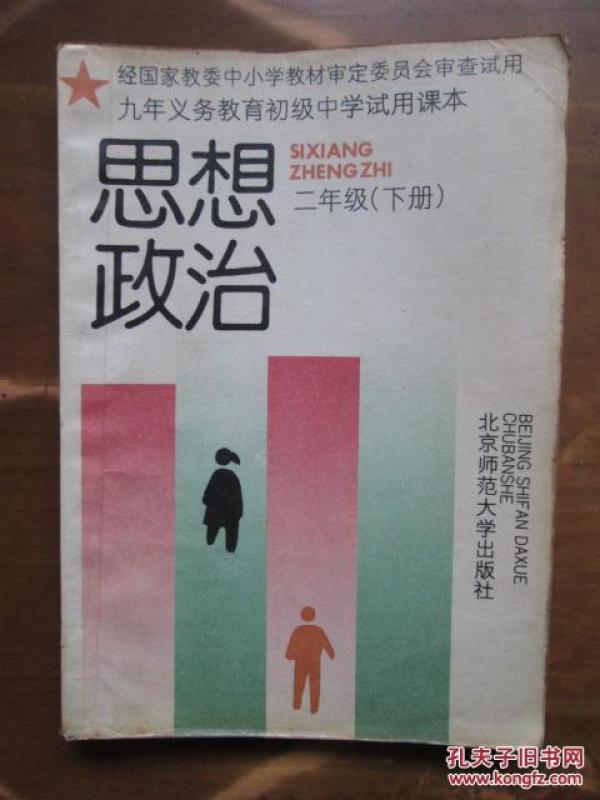 经国家教委中小学教材审定委员会审查试用
九年义务教育初级中学试用课本
思想
政治
SIXIANG
ZHENGZHI
二年级(下册)
BEIJING SHIFAN DAXUE
CHUBANSHE
北京师范大学出版社
孔夫子旧书网
www.kongfz.com